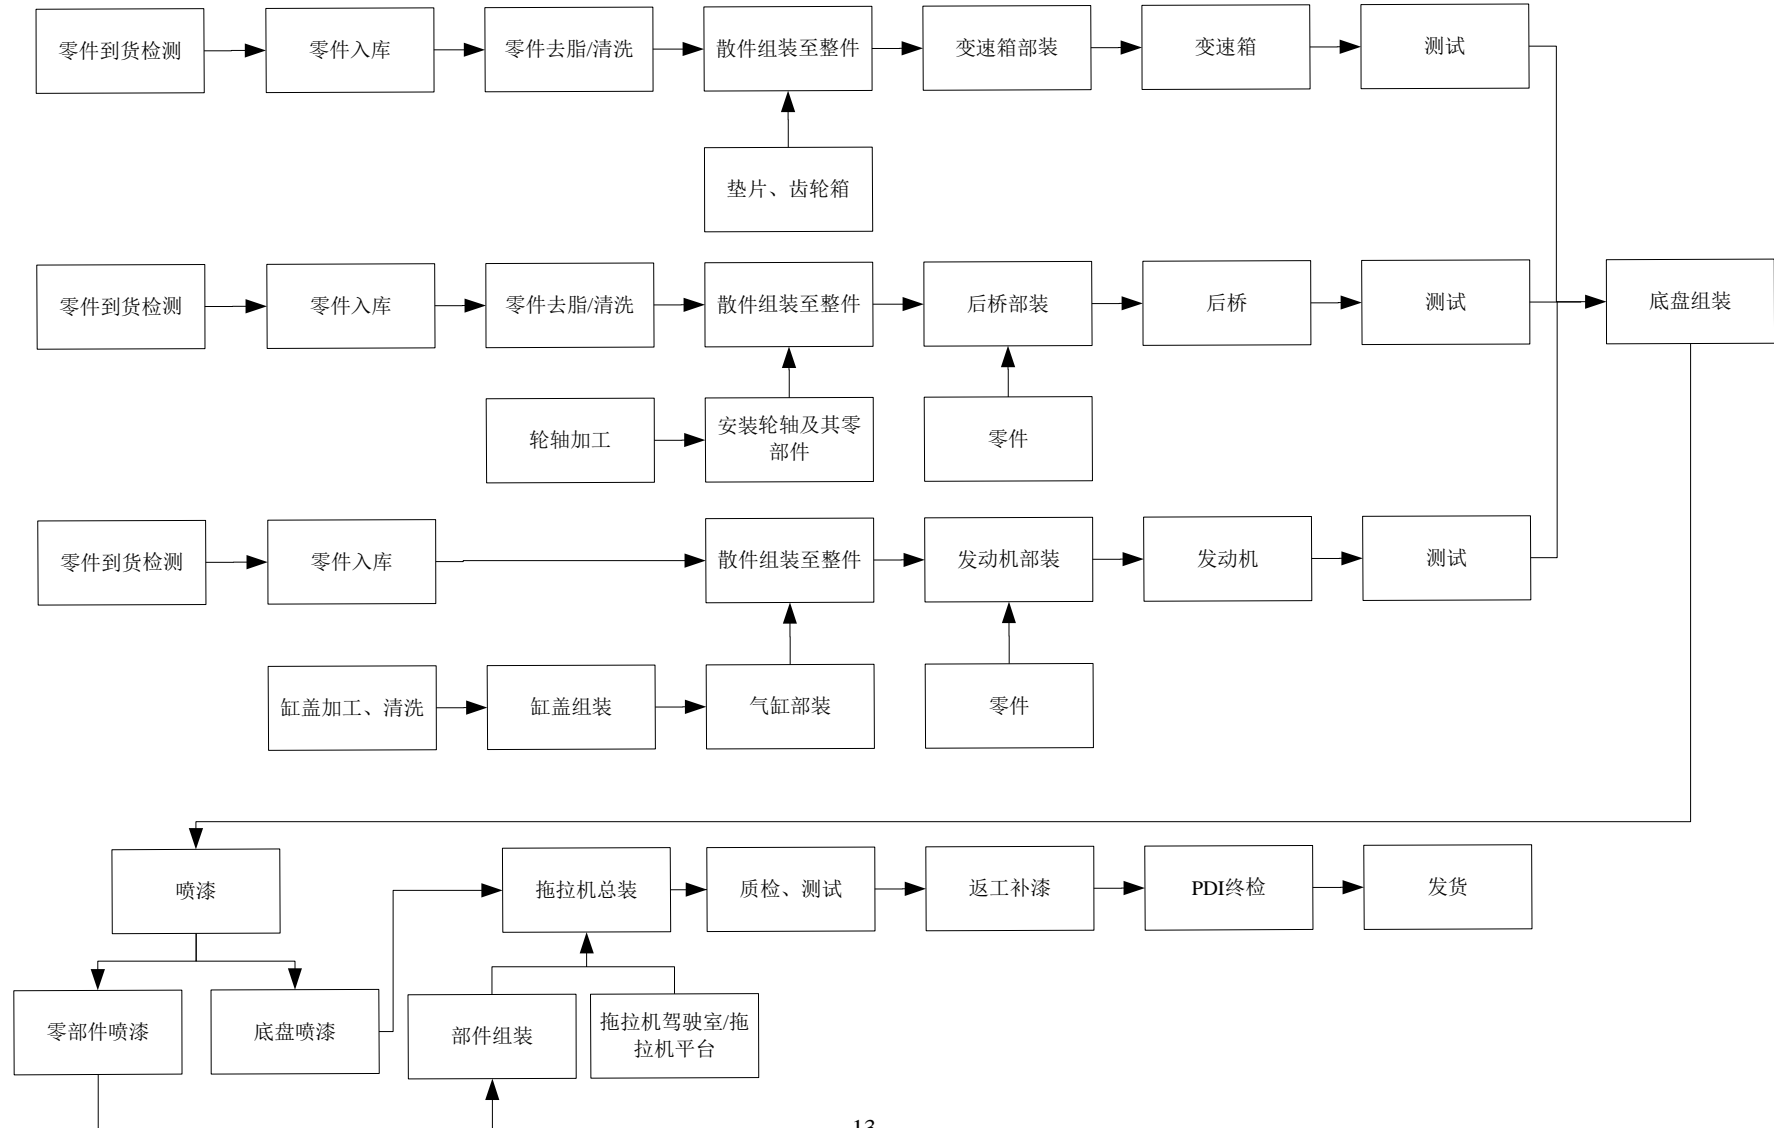 零件到货检测
零件入库
零件去脂/清洗
散件组装至整件
变速箱部装
变速箱
测试
垫片、齿轮箱
零件到货检测
零件入库
零件去脂/清洗
散件组装至整件
后桥部装
后桥
测试
底盘组装
轮轴加工
安装轮轴及其零
部件
零件
零件到货检测
零件入库
散件组装至整件
发动机部装
发动机
测试
缸盖加工、清洗
缸盖组装
气缸部装
零件
喷漆
拖拉机总装
质检、测试
返工补漆
PDI终检
发货
零部件喷漆
底盘喷漆
部件组装
拖拉机驾驶室/拖
拉机平台
13